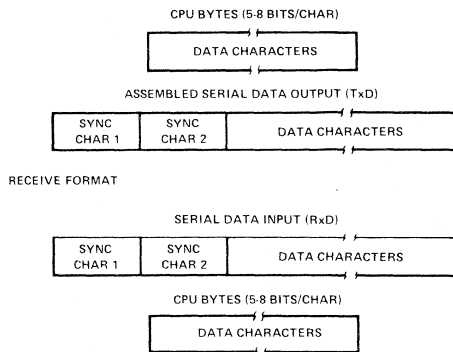 CPU BYTES (5-8 BITS/CHAR)
DATA CHARACTERS
ASSEMBLED SERIAL DATA OUTPUT (TxD)
SYNC CHAR 1
SYNC CHAR 2
DATA CHARACTERS
RECEIVE FORMAT
SERIAL DATA INPUT (RxD)
SYNC CHAR 1
SYNC CHAR 2
DATA CHARACTERS
CPU BYTES (5-8 BITS/CHAR)
DATA CHARACTERS